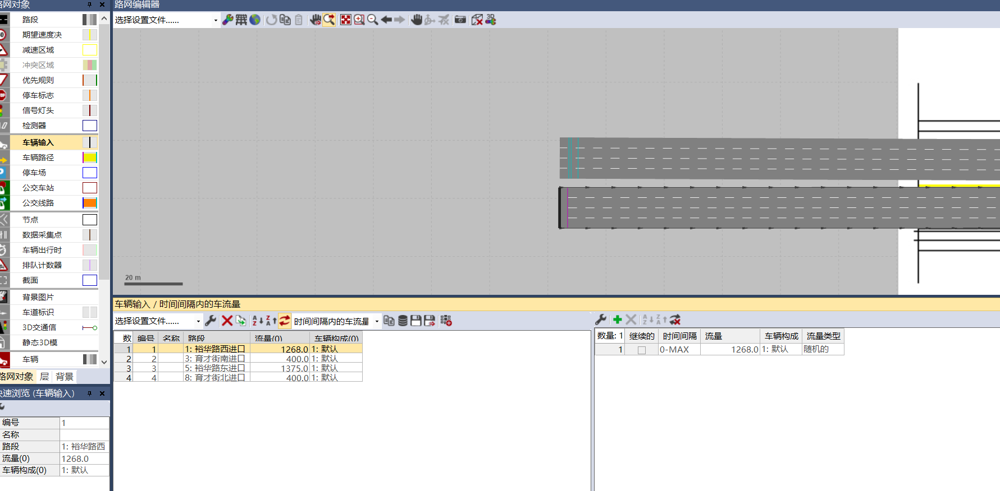 路网对象
路段
期望速度决
减速区域
冲突区域
优先规则
停车标志
信号灯头
检测器
车辆输入
车辆路径
停车场
公交车站
公交线路
节点
数据采集点
车辆出行时
排队计数器
截面
背景图片
车道标识
3D交通信
静态3D模
车辆
路网对象 层 背景
快速浏览 (车辆输入)
编号 1
名称
路段 1: 裕华路西
流量(0) 1268.0
车辆构成(0) 1: 默认
路网编辑器
选择设置文件......
3D
20 m
车辆输入 / 时间间隔内的车流量
选择设置文件...... 时间间隔内的车流量
数 编号 名称 路段 流量(0) 车辆构成(0)
1 1 1: 裕华路西进口 1268.0 1: 默认
2 2 3: 育才街南进口 400.0 1: 默认
3 3 5: 裕华路东进口 1375.0 1: 默认
4 4 8: 育才街北进口 400.0 1: 默认
数量: 1 继续的 时间间隔 流量 车辆构成 流量类型
1 0-MAX 1268.0 1: 默认 随机的